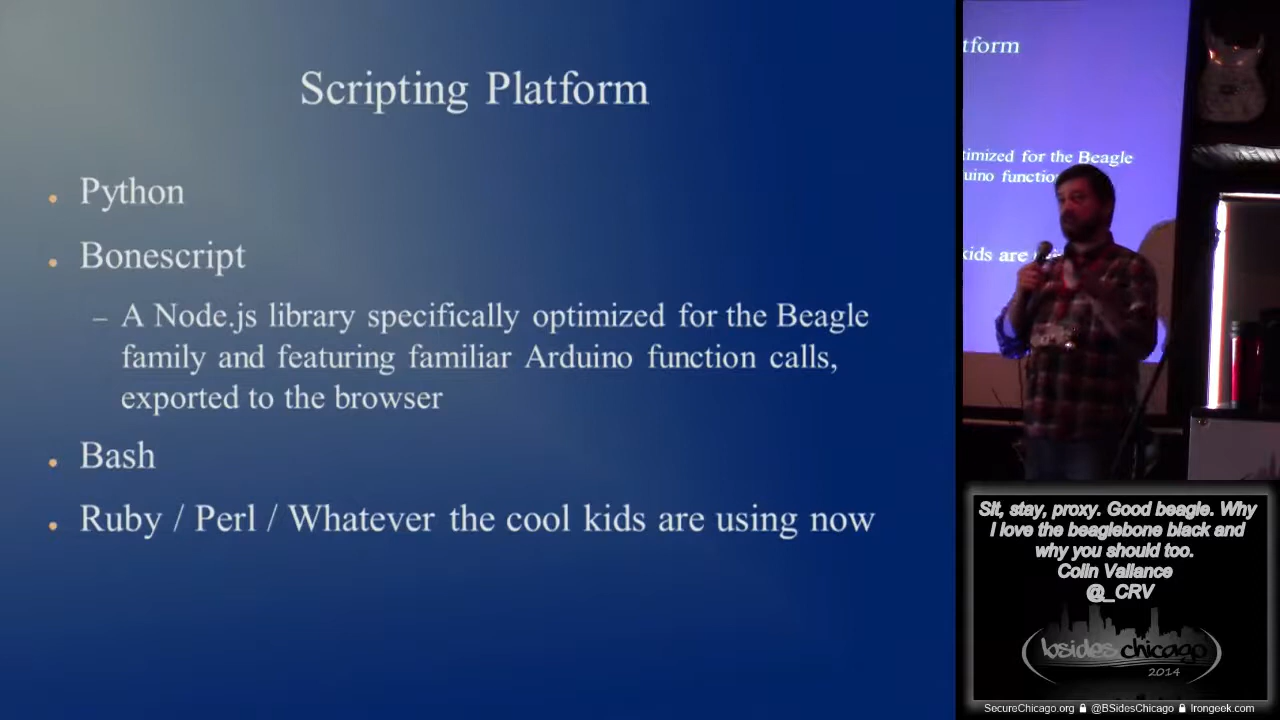 Scripting Platform
Python
Bonescript
– A Node.js library specifically optimized for the Beagle
family and featuring familiar Arduino function calls,
exported to the browser
Bash
Ruby / Perl / Whatever the cool kids are using now
tform
timized for the Beagle
uino function
kids are
Sit, stay, proxy. Good beagle. Why
I love the beaglebone black and
why you should too.
Colin Vallance
@_CRV
bsides chicago
2014
SecureChicago.org @BSidesChicago Irongeek.com